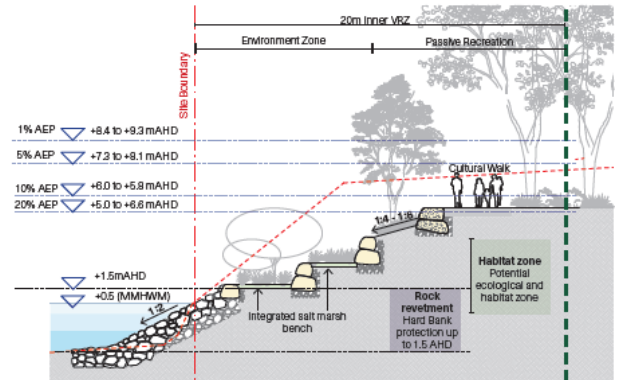 20m Inner VRZ
Environment Zone
Passive Recreation
Site Boundary
1% AEP
+8.4 to +9.3 mAHD
5% AEP
+7.3 to +8.1 mAHD
Cultural Walk
10% AEP
+6.0 to +5.9 mAHD
20% AEP
+5.0 to +6.6 mAHD
1:4 - 1:6
+1.5mAHD
+0.5 (MMHWM)
1:2
Integrated salt marsh
bench
Habitat zone
Potential
ecological and
habitat zone
Rock
revetment
Hard Bank
protection up
to 1.5 AHD